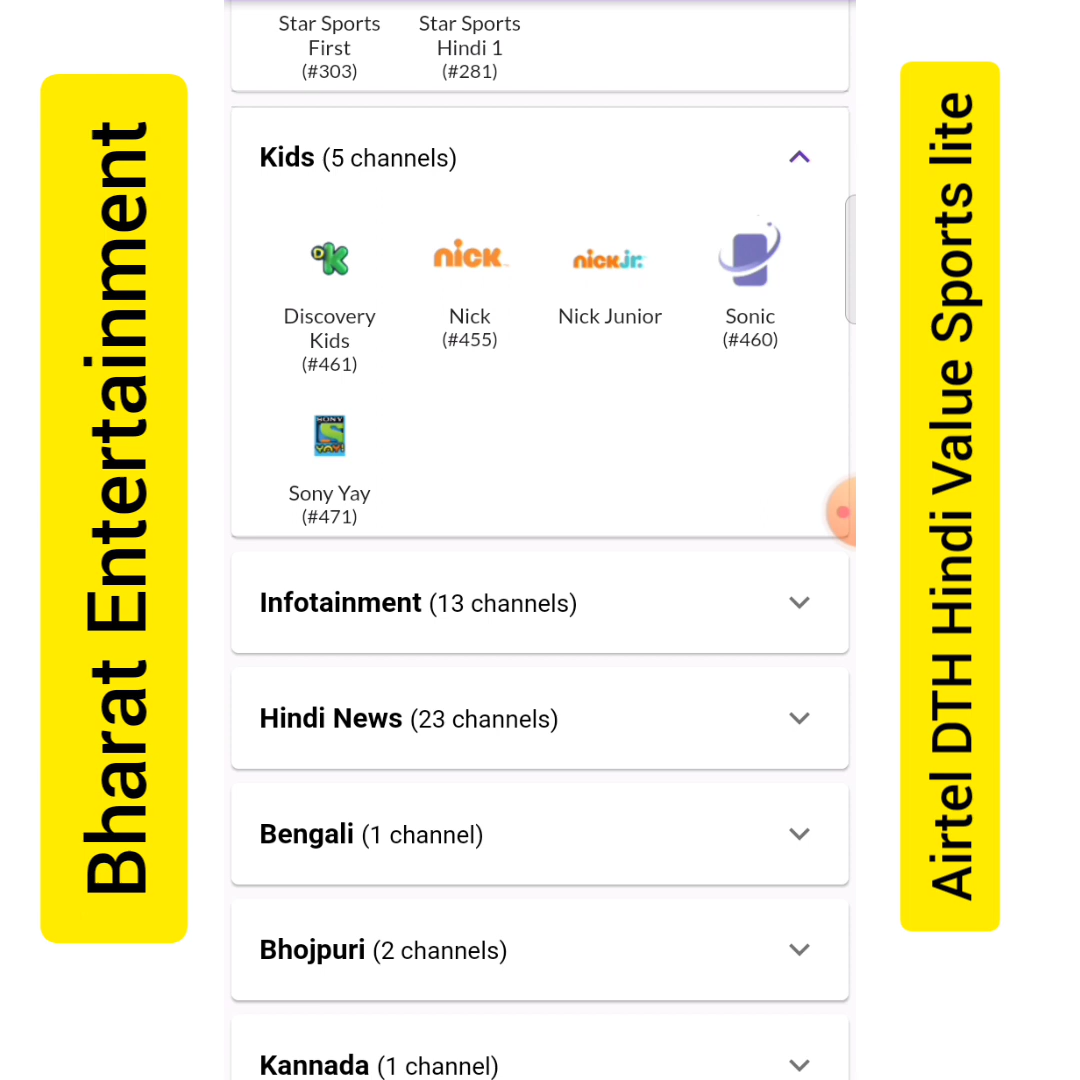 Bharat Entertainment
Star Sports First (#303)
Star Sports Hindi 1 (#281)
Kids (5 channels)
DK
nick
nick jr.
Discovery Kids (#461)
Nick (#455)
Nick Junior
Sonic (#460)
SONY
YAY!
Sony Yay (#471)
Infotainment (13 channels)
Hindi News (23 channels)
Bengali (1 channel)
Bhojpuri (2 channels)
Kannada (1 channel)
Airtel DTH Hindi Value Sports lite